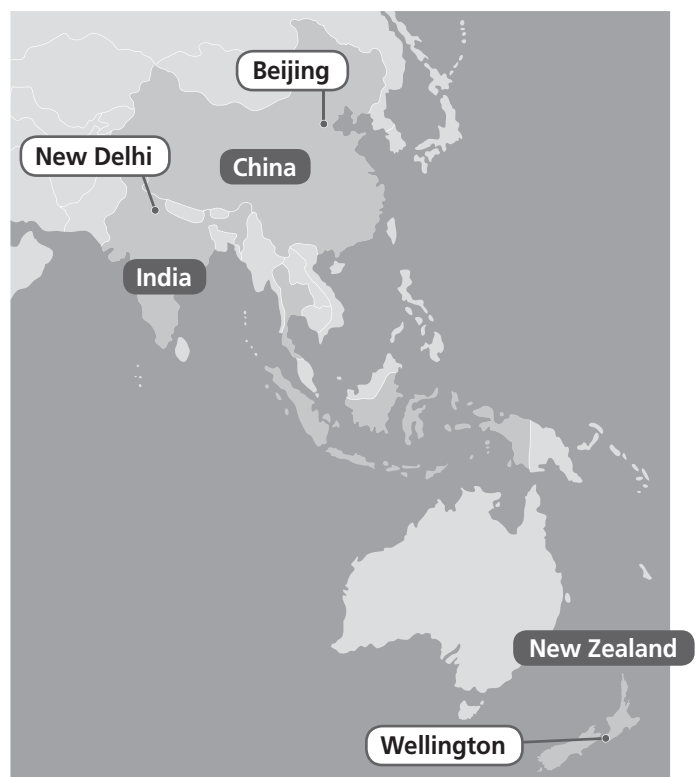 Beijing
New Delhi
China
India
New Zealand
Wellington